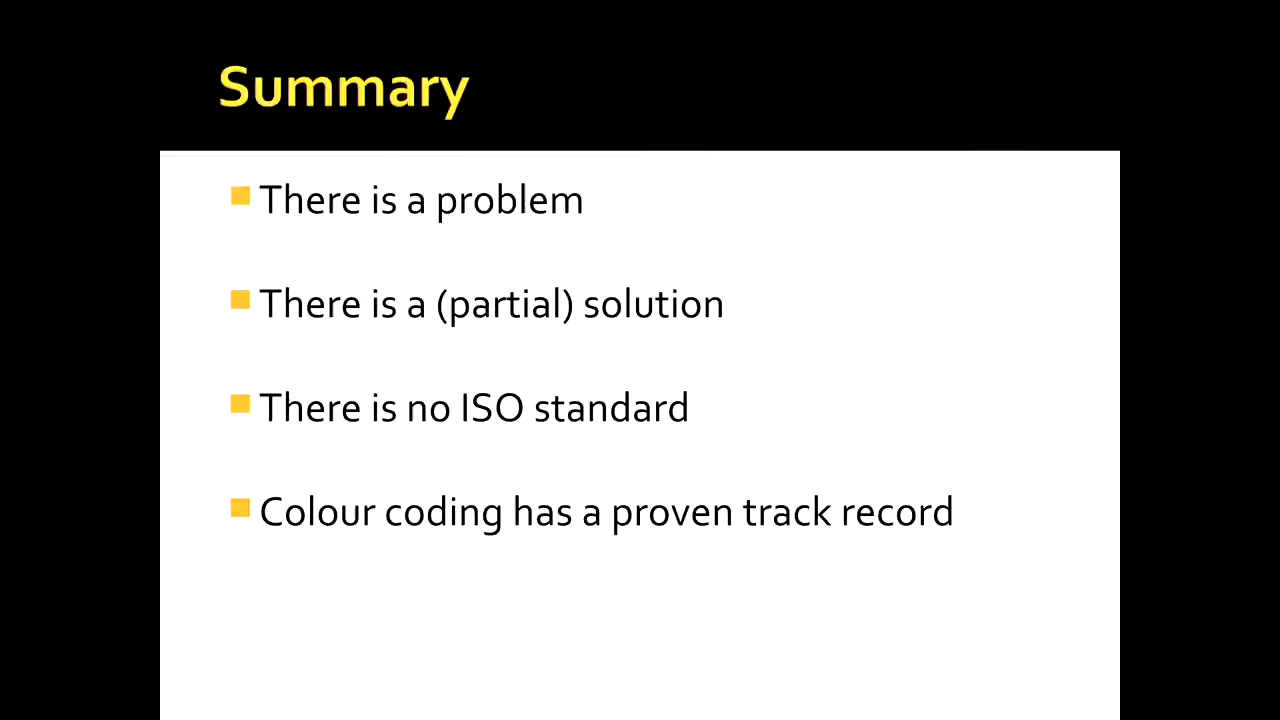 Summary
There is a problem
There is a (partial) solution
There is no ISO standard
Colour coding has a proven track record